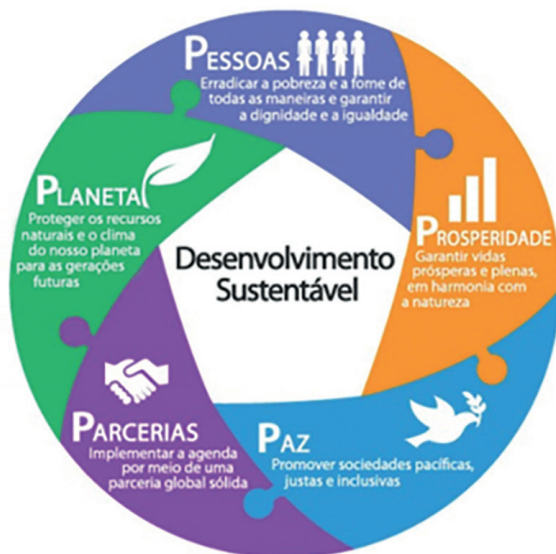 PESSOAS
Erradicar a pobreza e a fome de
todas as maneiras e garantir
a dignidade e a igualdade
PLANETA
Proteger os recursos
naturais e o clima
do nosso planeta
para as gerações
futuras
PROSPERIDADE
Garantir vidas
prósperas e plenas,
em harmonia com
a natureza
Desenvolvimento
Sustentável
PARCERIAS
Implementar a agenda
por meio de uma
parceria global sólida
PAZ
Promover sociedades pacíficas,
justas e inclusivas